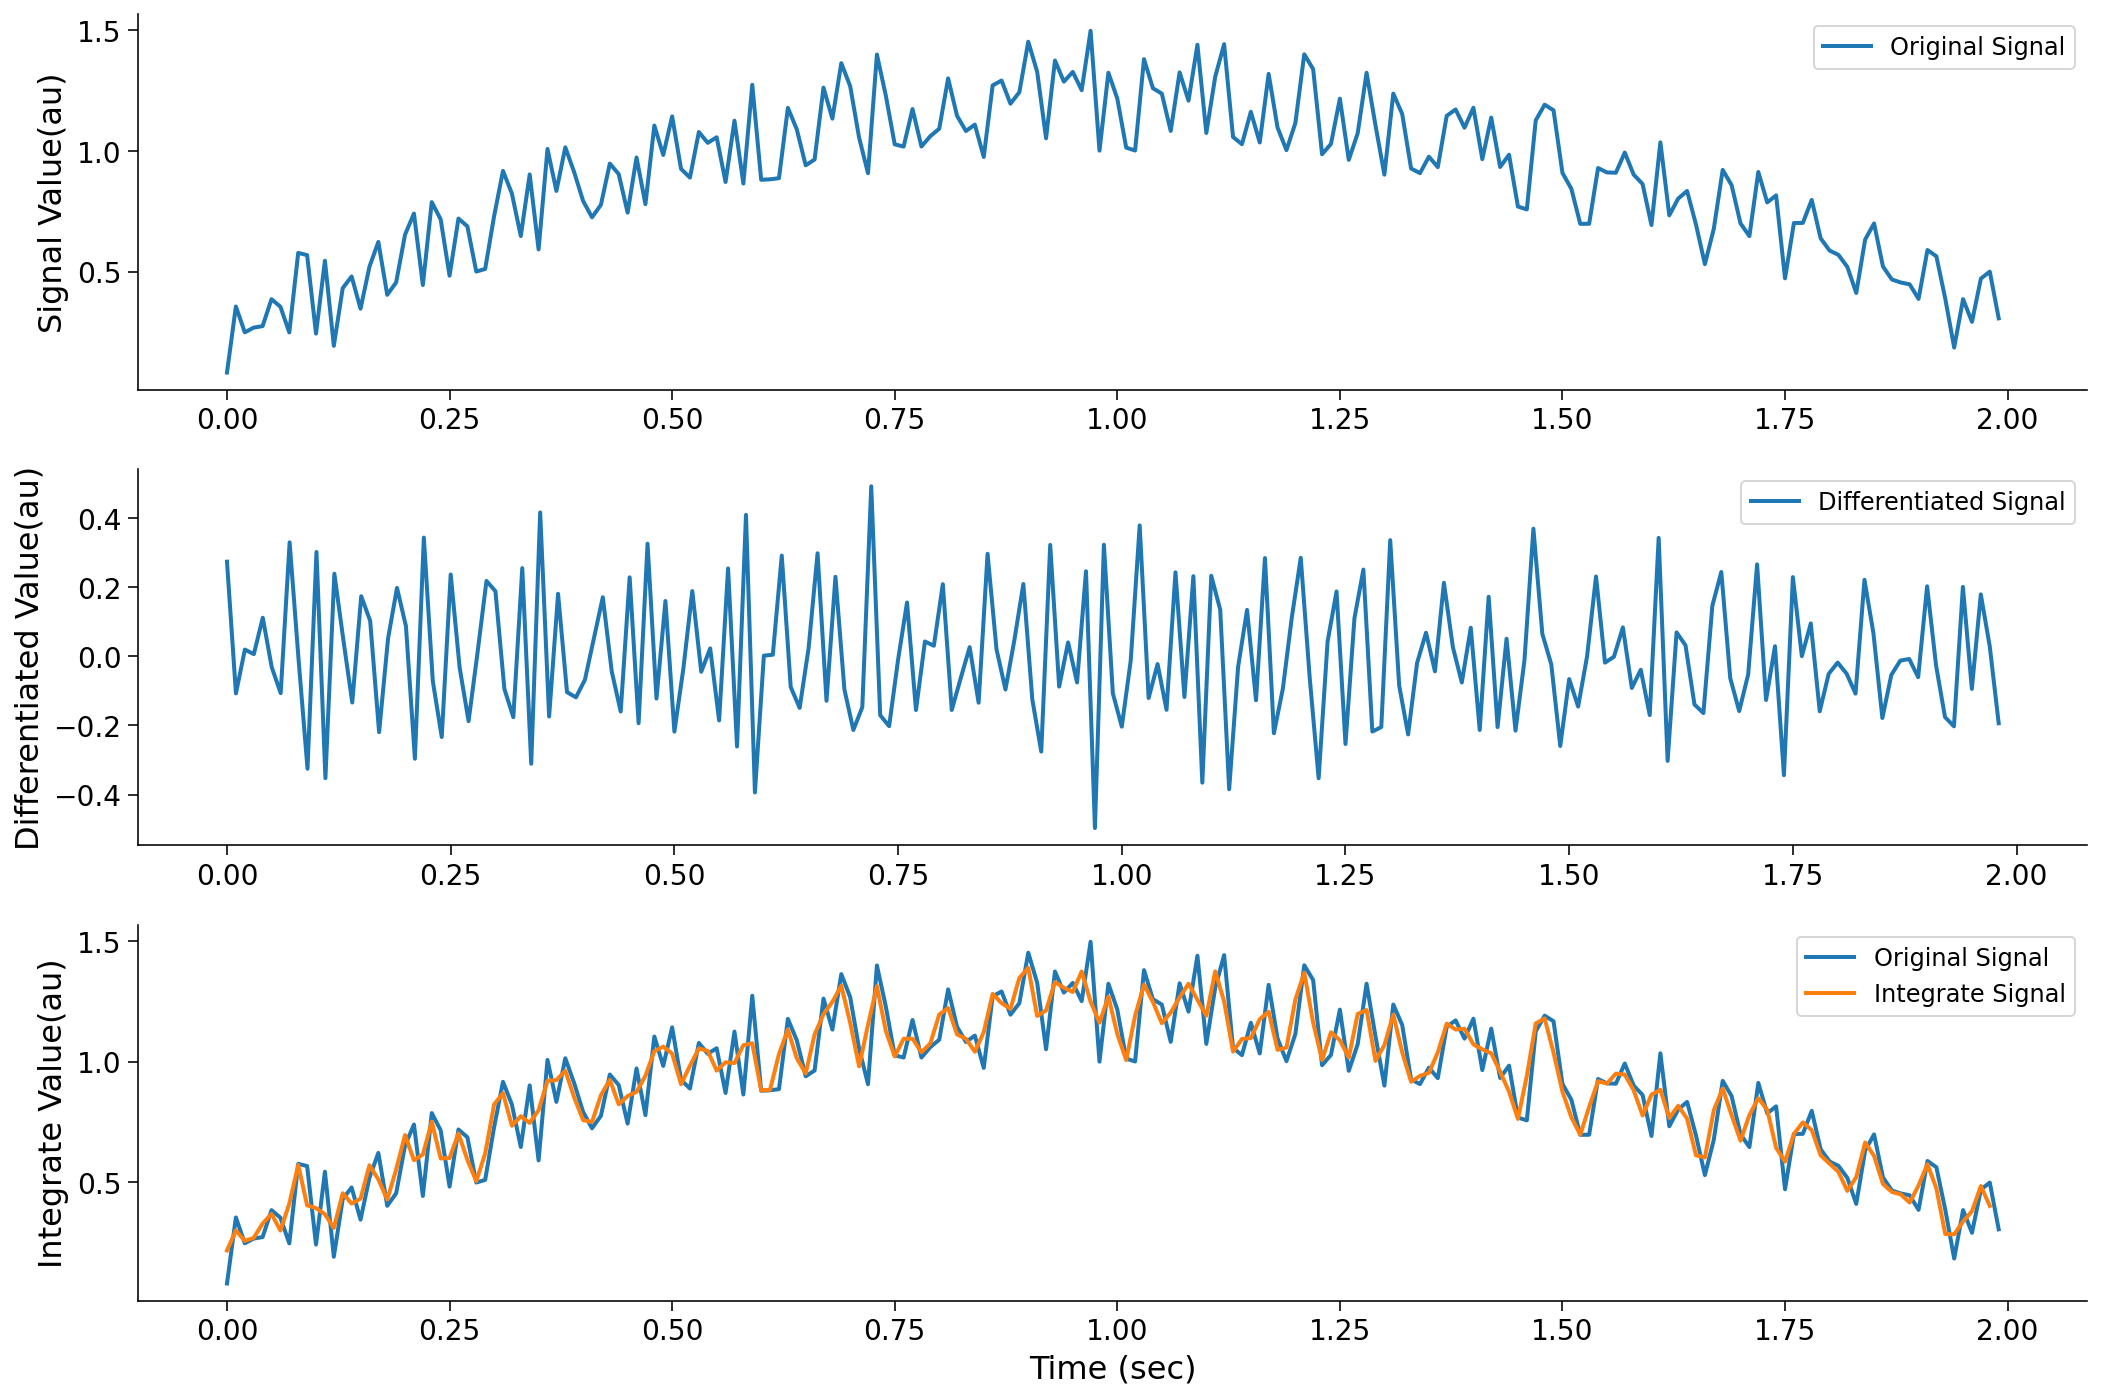 Original Signal
Signal Value(au)
1.5
1.0
0.5
0.00 0.25 0.50 0.75 1.00 1.25 1.50 1.75 2.00
Differentiated Signal
Differentiated Value(au)
0.4
0.2
0.0
−0.2
−0.4
0.00 0.25 0.50 0.75 1.00 1.25 1.50 1.75 2.00
Original Signal
Integrate Signal
Integrate Value(au)
1.5
1.0
0.5
0.00 0.25 0.50 0.75 1.00 1.25 1.50 1.75 2.00
Time (sec)